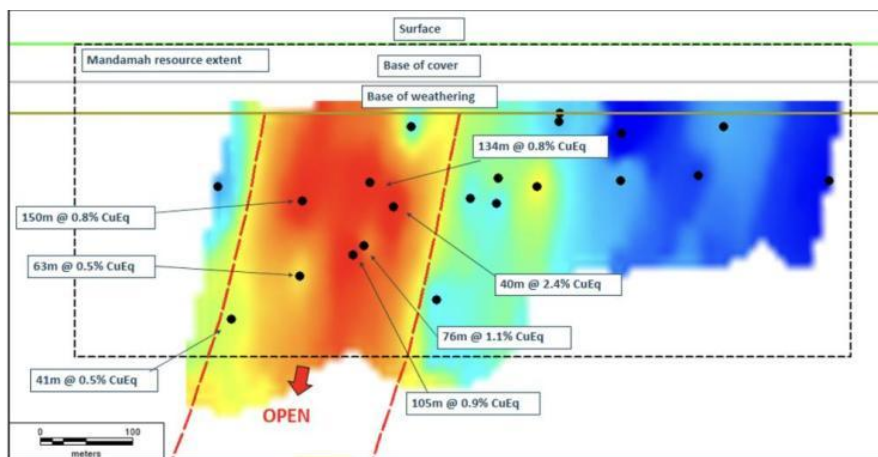 Surface
Mandamah resource extent
Base of cover
Base of weathering
134m @ 0.8% CuEq
150m @ 0.8% CuEq
63m @ 0.5% CuEq
40m @ 2.4% CuEq
76m @ 1.1% CuEq
41m @ 0.5% CuEq
105m @ 0.9% CuEq
OPEN
0 100
meters